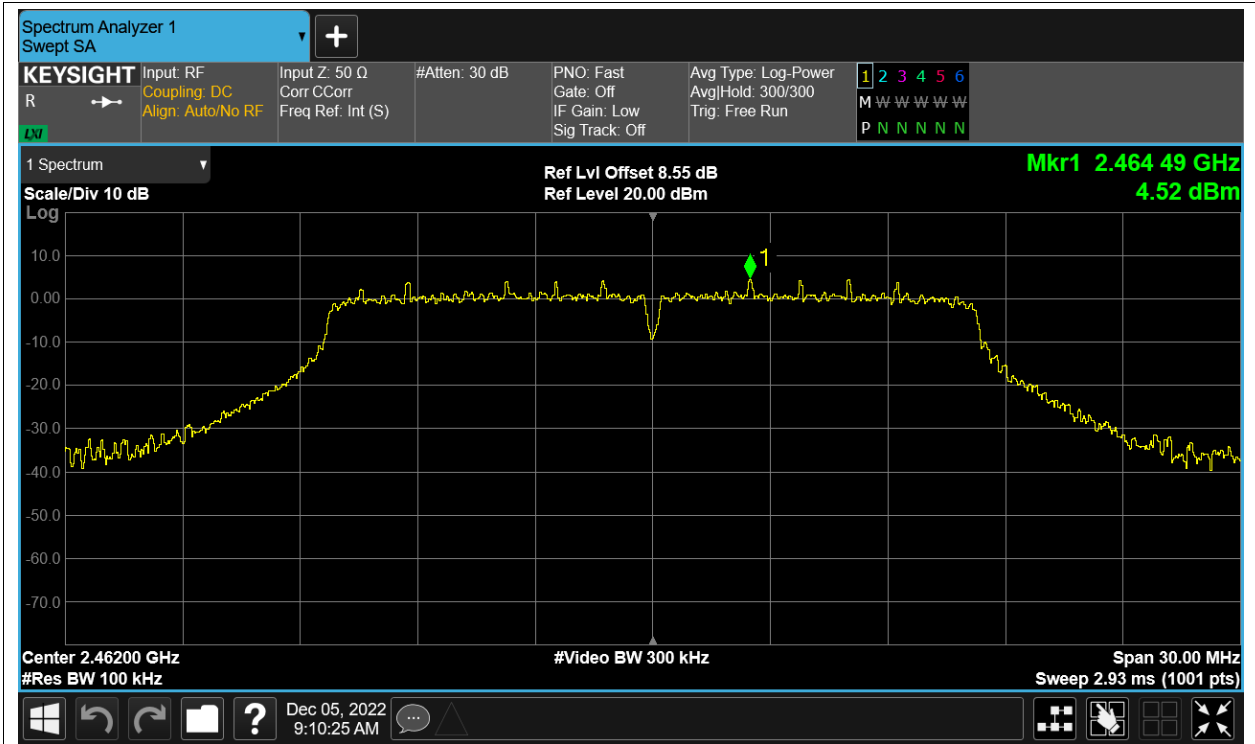 Spectrum Analyzer 1
Swept SA
KEYSIGHT
R
LXI
Input: RF
Coupling: DC
Align: Auto/No RF
Input Z: 50 Ω
Corr CCorr
Freq Ref: Int (S)
#Atten: 30 dB
PNO: Fast
Gate: Off
IF Gain: Low
Sig Track: Off
Avg Type: Log-Power
Avg|Hold: 300/300
Trig: Free Run
1 2 3 4 5 6
M W W W W W W
P N N N N N N
1 Spectrum
Scale/Div 10 dB
Log
Ref Lvl Offset 8.55 dB
Ref Level 20.00 dBm
Mkr1 2.464 49 GHz
4.52 dBm
1
10.0
0.00
-10.0
-20.0
-30.0
-40.0
-50.0
-60.0
-70.0
Center 2.46200 GHz
#Res BW 100 kHz
#Video BW 300 kHz
Span 30.00 MHz
Sweep 2.93 ms (1001 pts)
?
Dec 05, 2022
9:10:25 AM